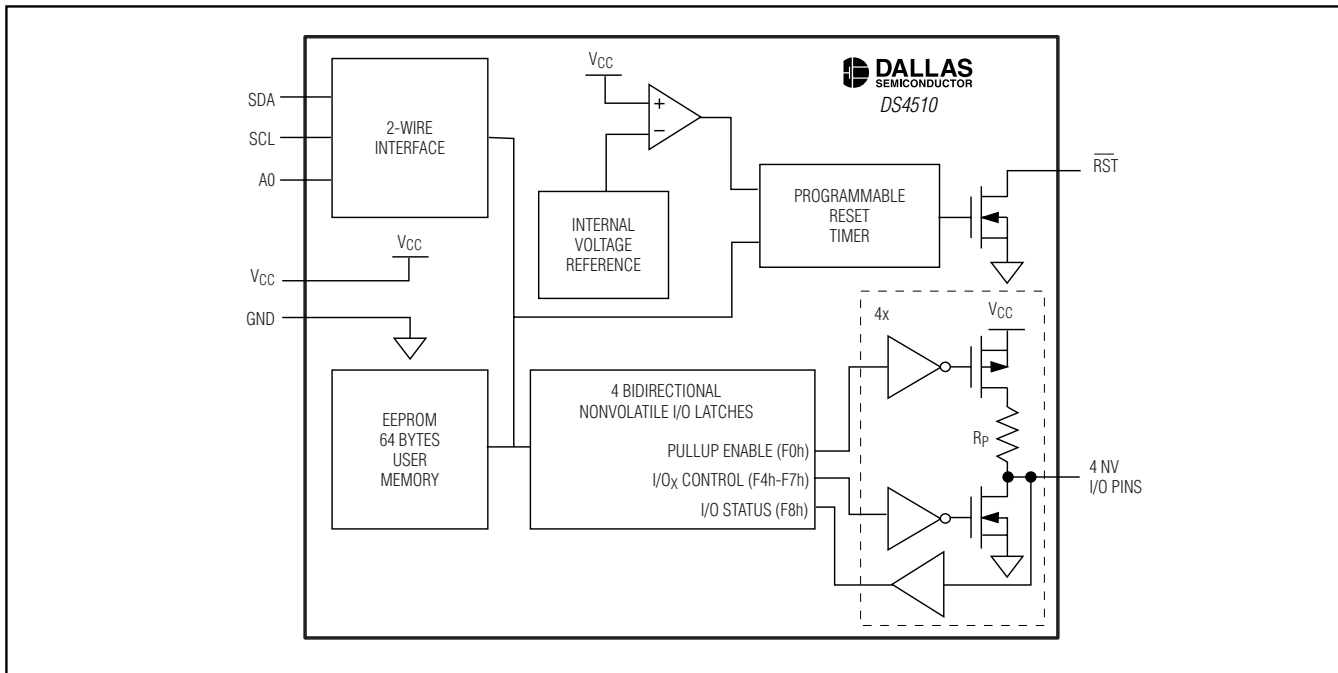 DALLAS
SEMICONDUCTOR
DS4510
SDA
SCL
A0
2-WIRE
INTERFACE
VCC
INTERNAL
VOLTAGE
REFERENCE
+
−
PROGRAMMABLE
RESET
TIMER
RST
VCC
VCC
GND
EEPROM
64 BYTES
USER
MEMORY
4 BIDIRECTIONAL
NONVOLATILE I/O LATCHES
PULLUP ENABLE (F0h)
I/OX CONTROL (F4h-F7h)
I/O STATUS (F8h)
4x
VCC
RP
4 NV
I/O PINS